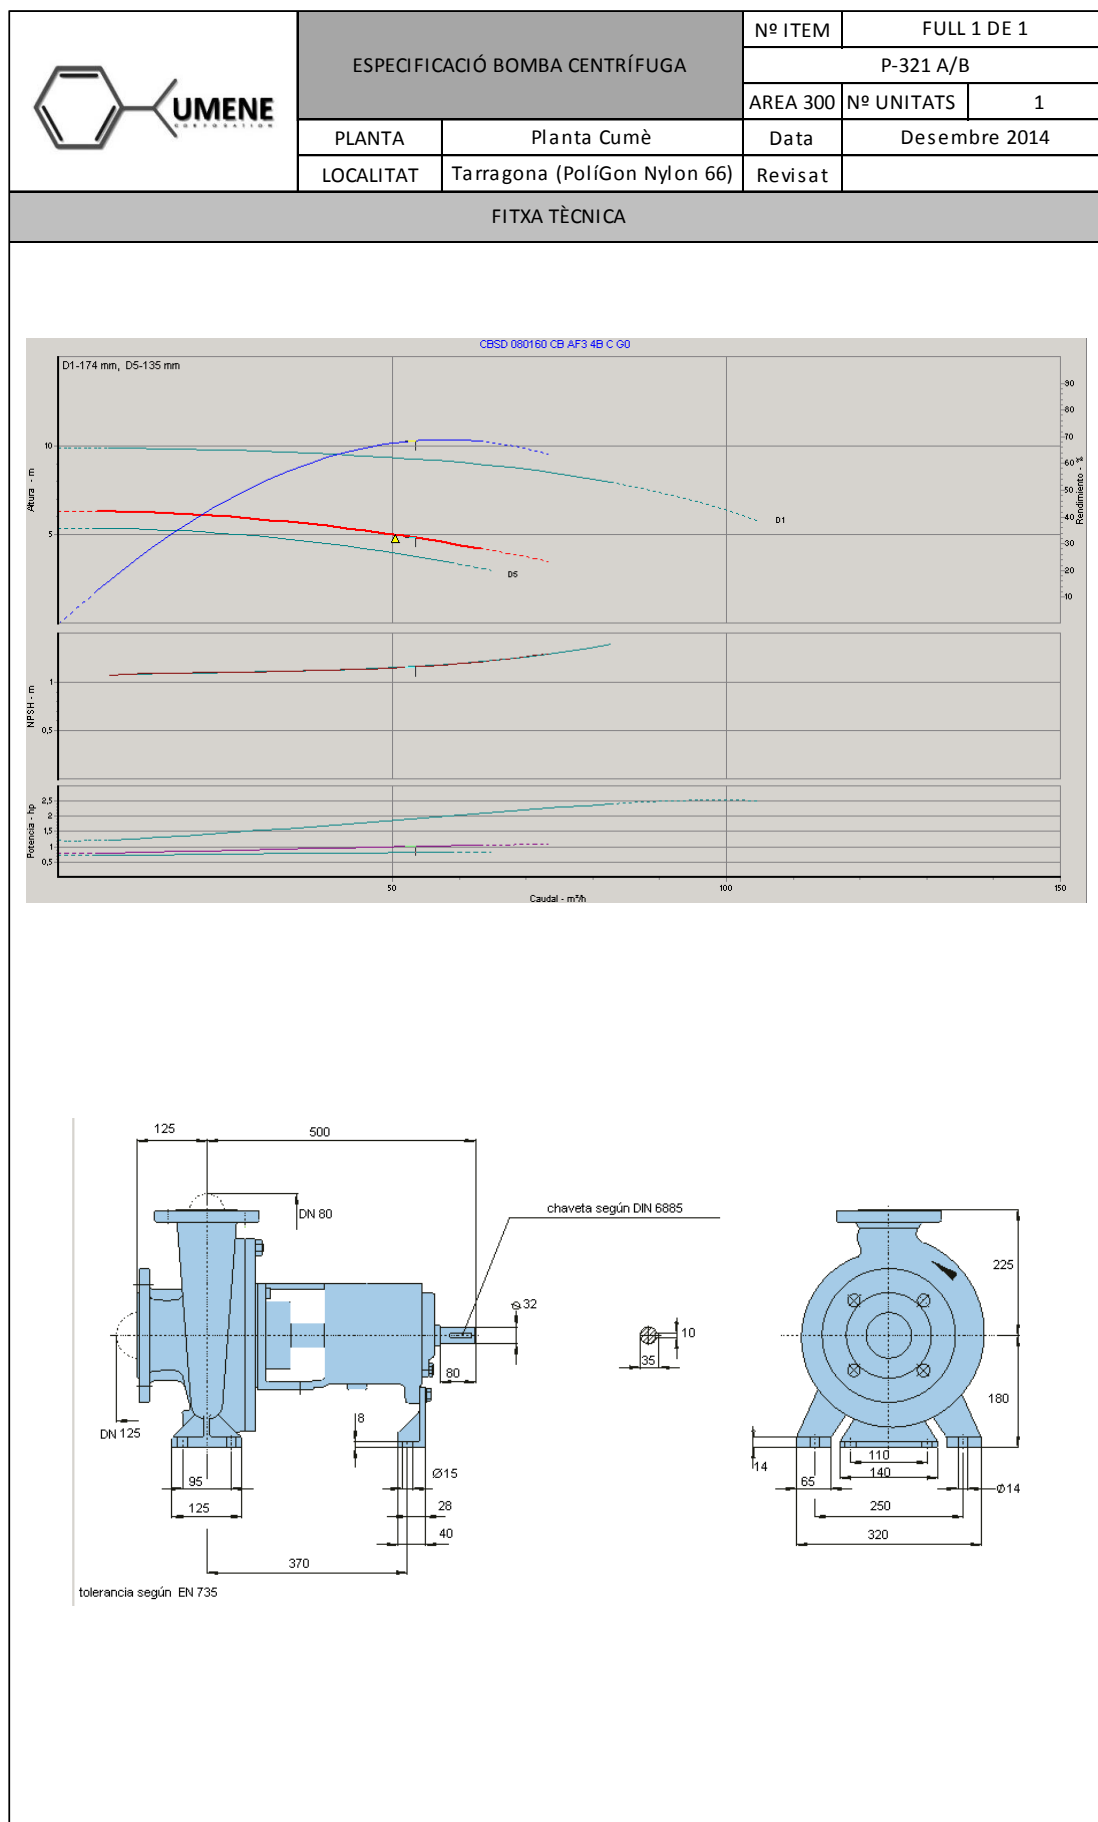 UMENE
CORPORATION
ESPECIFICACIÓ BOMBA CENTRÍFUGA
Nº ITEM
FULL 1 DE 1
P-321 A/B
AREA 300
Nº UNITATS
1
PLANTA
Planta Cumè
Data
Desembre 2014
LOCALITAT
Tarragona (PolíGon Nylon 66)
Revisat
FITXA TÈCNICA
CBSD 080160 CB AF3 4B C G0
D1-174 mm, D5-135 mm
Altura - m
10
5
Rendimiento - %
90
80
70
60
50
40
30
20
10
D1
D5
NPSH - m
1
0,5
Potencia - hp
2,5
2
1,5
1
0,5
50
100
150
Caudal - m³/h
125
500
DN 80
chaveta según DIN 6885
ø 32
80
10
35
225
180
DN 125
8
95
125
Ø15
28
40
370
14
65
110
140
Ø14
250
320
tolerancia según EN 735